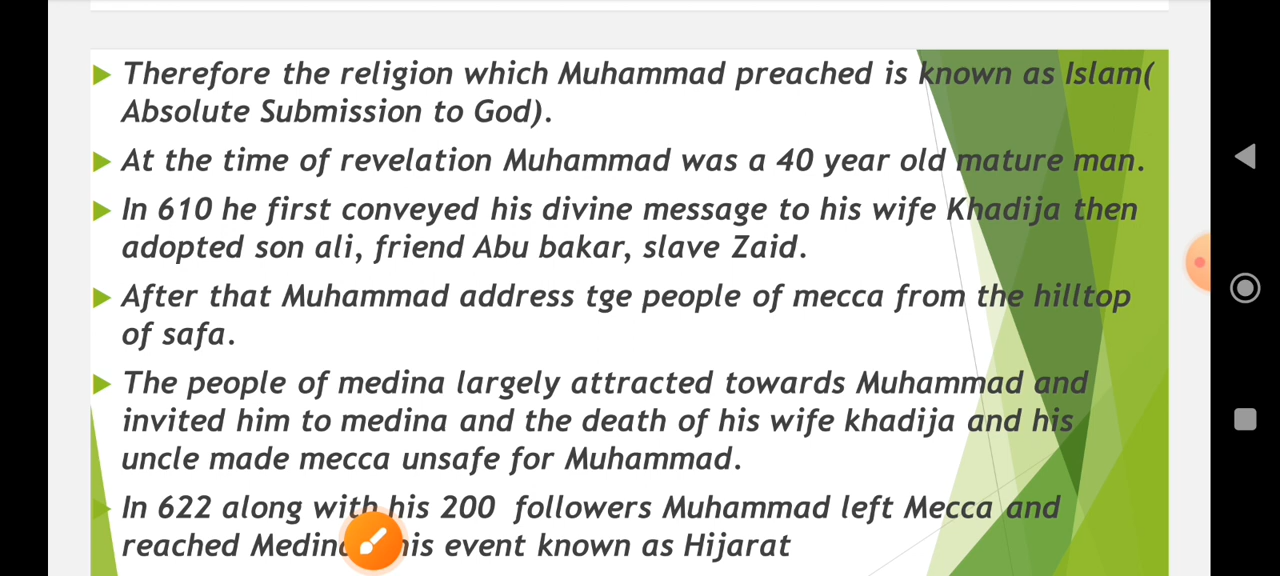 Therefore the religion which Muhammad preached is known as Islam(
Absolute Submission to God).
At the time of revelation Muhammad was a 40 year old mature man.
In 610 he first conveyed his divine message to his wife Khadija then
adopted son ali, friend Abu bakar, slave Zaid.
After that Muhammad address tge people of mecca from the hilltop
of safa.
The people of medina largely attracted towards Muhammad and
invited him to medina and the death of his wife khadija and his
uncle made mecca unsafe for Muhammad.
In 622 along with his 200 followers Muhammad left Mecca and
reached event known as Hijarat